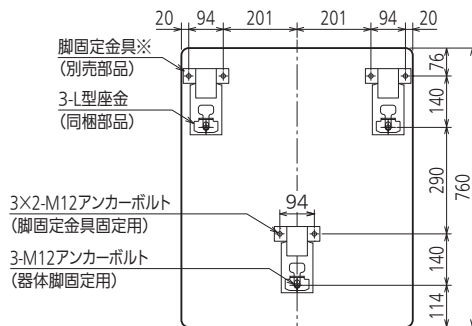 20 94 201 201 94 20
脚固定金具※
(別売部品)
3-L型座金
(同梱部品)
76
140
290
760
3×2-M12アンカーボルト
(脚固定金具固定用)
94
3-M12アンカーボルト
(器体脚固定用)
140
114